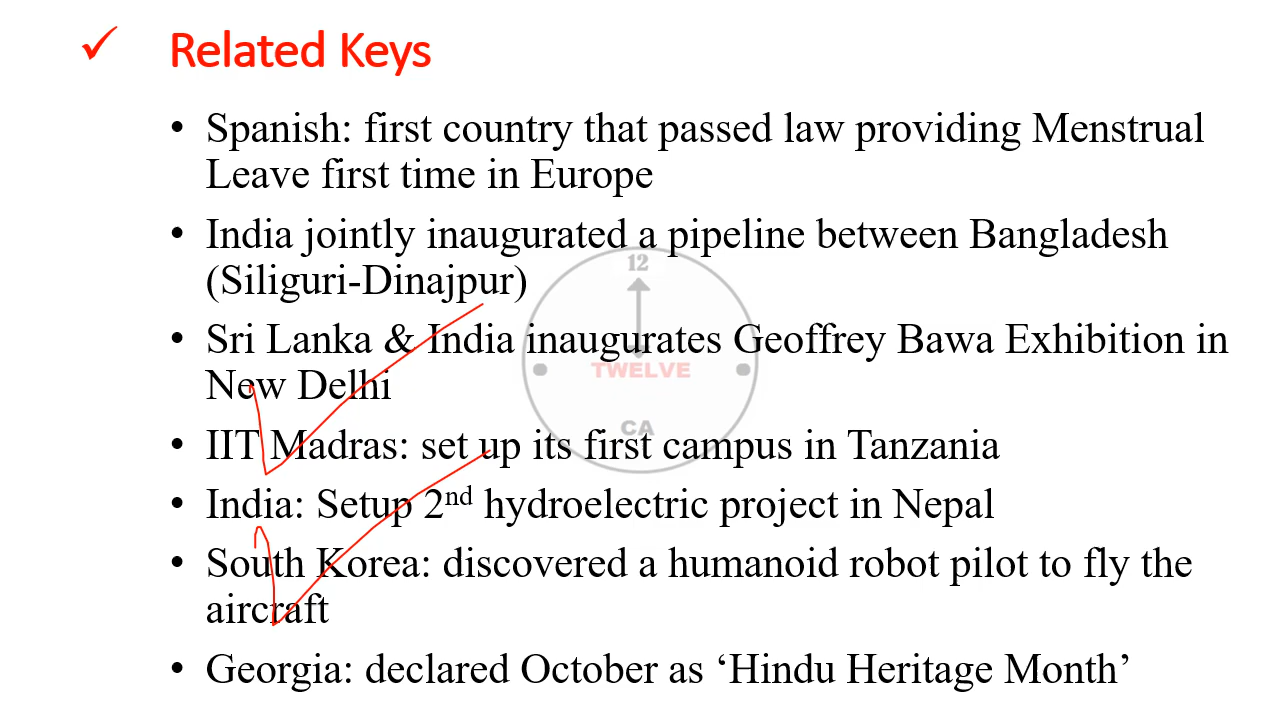 ✓ Related Keys
• Spanish: first country that passed law providing Menstrual
Leave first time in Europe
• India jointly inaugurated a pipeline between Bangladesh
(Siliguri-Dinajpur)
• Sri Lanka & India inaugurates Geoffrey Bawa Exhibition in
New Delhi
• IIT Madras: set up its first campus in Tanzania
• India: Setup 2nd hydroelectric project in Nepal
• South Korea: discovered a humanoid robot pilot to fly the
aircraft
• Georgia: declared October as ‘Hindu Heritage Month’
12
TWELVE
CA